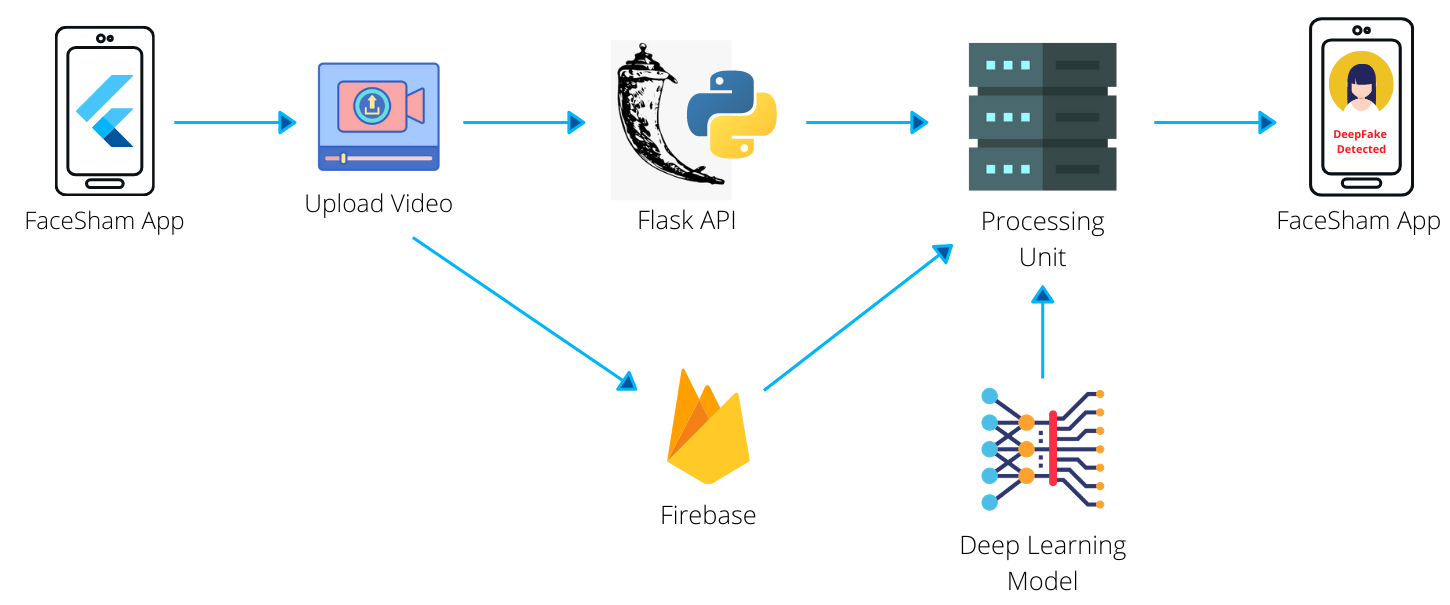 DeepFake
Detected
FaceSham App
Upload Video
Flask API
Processing
Unit
FaceSham App
Firebase
Deep Learning
Model